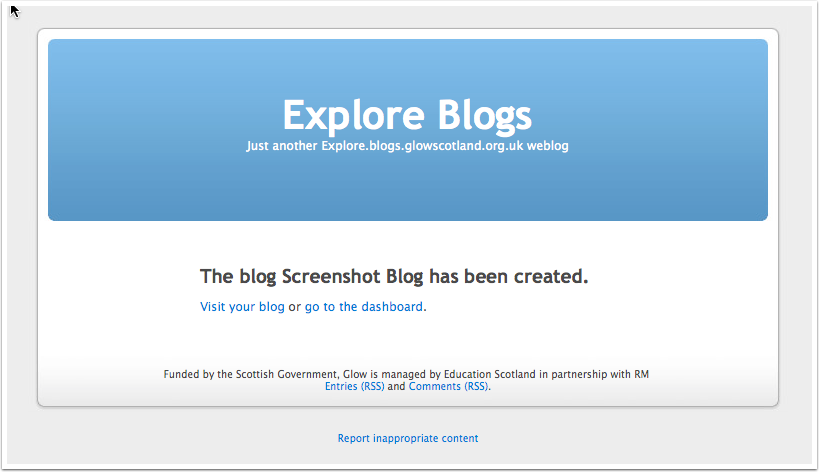 Explore Blogs
Just another Explore.blogs.glowscotland.org.uk weblog
The blog Screenshot Blog has been created.
Visit your blog or go to the dashboard.
Funded by the Scottish Government, Glow is managed by Education Scotland in partnership with RM
Entries (RSS) and Comments (RSS).
Report inappropriate content